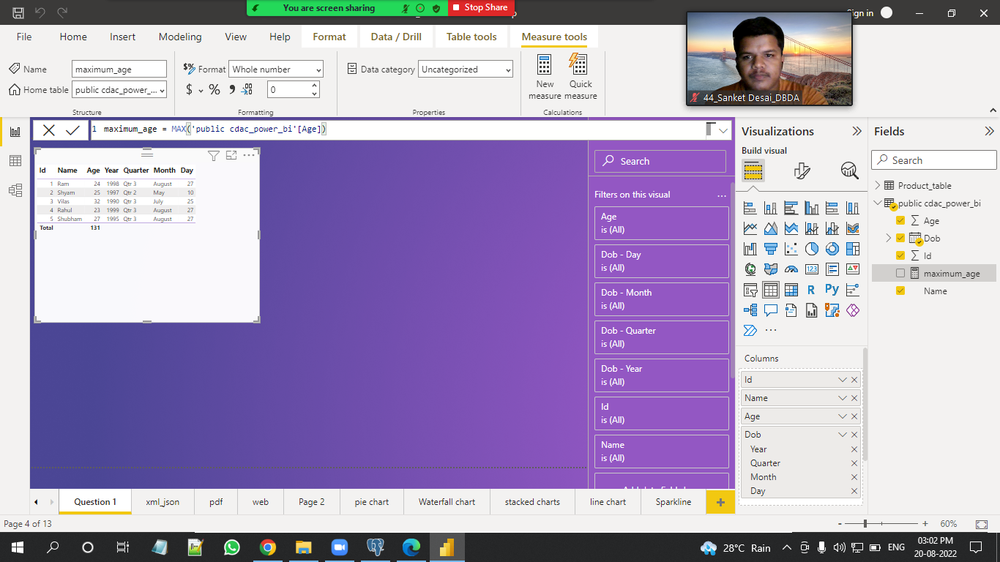 You are screen sharing
Stop Share
Sign in
File Home Insert Modeling View Help Format Data / Drill Table tools Measure tools
Name maximum_age
Home table public cdac_power_...
Structure
$% Format Whole number
$ % 0
Formatting
Data category Uncategorized
Properties
New measure
Quick measure
Calculations
44_Sanket Desai_DBDA
1 maximum_age = MAX('public cdac_power_bi'[Age])
Id Name Age Year Quarter Month Day
1 Ram 24 1998 Qtr 3 August 27
2 Shyam 25 1997 Qtr 2 May 10
3 Vilas 32 1990 Qtr 3 July 25
4 Rahul 23 1999 Qtr 3 August 27
5 Shubham 27 1995 Qtr 3 August 27
Total 131
Search
Filters on this visual ...
Age
is (All)
Dob - Day
is (All)
Dob - Month
is (All)
Dob - Quarter
is (All)
Dob - Year
is (All)
Id
is (All)
Name
is (All)
Visualizations
Build visual
123
R
Py
...
Columns
Id
Name
Age
Dob
Year
Quarter
Month
Day
Fields
Search
Product_table
public cdac_power_bi
Age
Dob
Id
maximum_age
Name
Question 1 xml_json pdf web Page 2 pie chart Waterfall chart stacked charts line chart Sparkline +
Page 4 of 13
- + 60%
28°C Rain
ENG
03:02 PM
20-08-2022